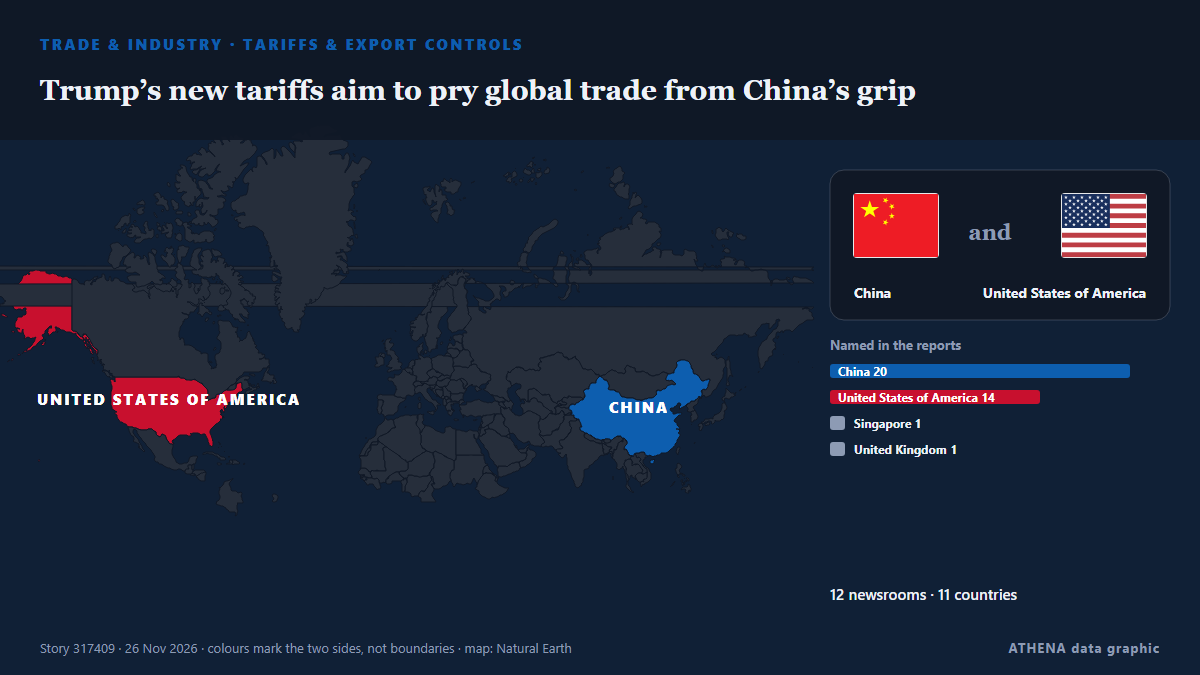 TRADE & INDUSTRY · TARIFFS & EXPORT CONTROLS
Trump’s new tariffs aim to pry global trade from China’s grip
UNITED STATES OF AMERICA
CHINA
and
China
United States of America
Named in the reports
China 20
United States of America 14
Singapore 1
United Kingdom 1
12 newsrooms · 11 countries
Story 317409 · 26 Nov 2026 · colours mark the two sides, not boundaries · map: Natural Earth
ATHENA data graphic